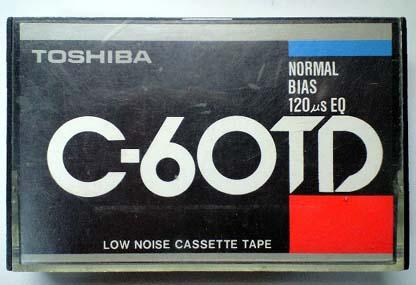 TOSHIBA
NORMAL
BIAS
120μs EQ
C-60TD
LOW NOISE CASSETTE TAPE